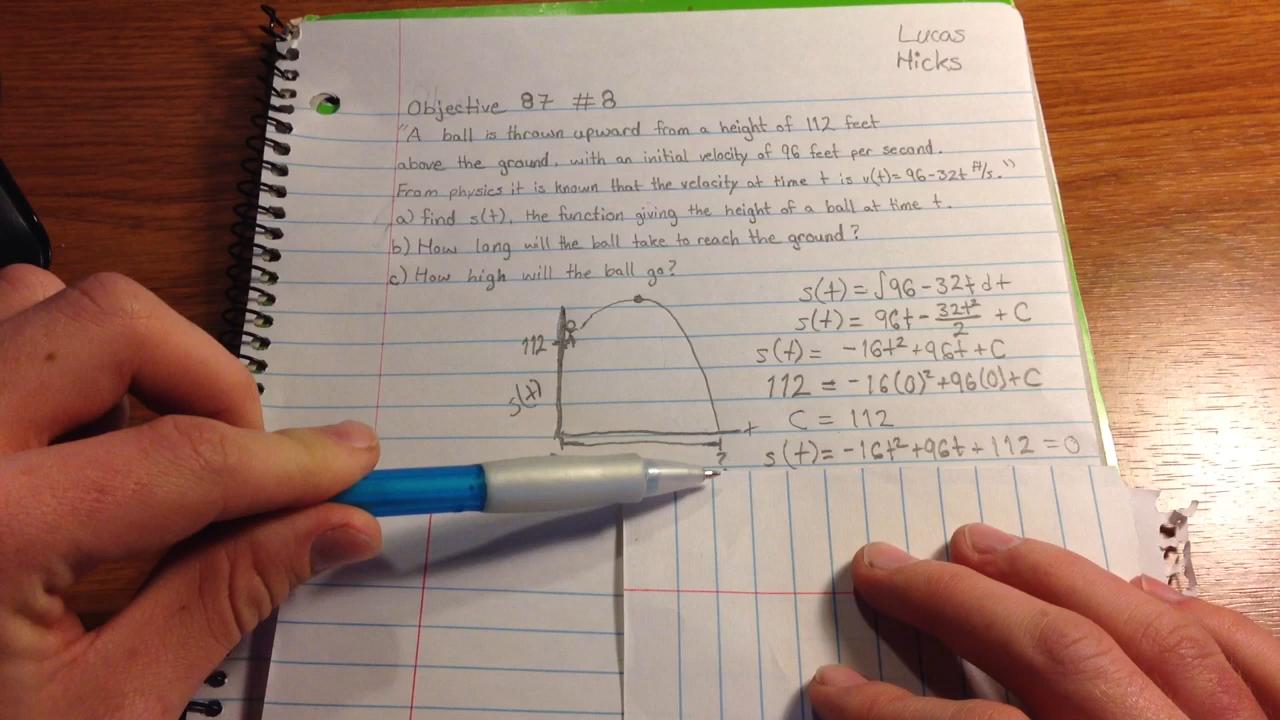 Lucas
Hicks
Objective 87 #8
"A ball is thrown upward from a height of 112 feet
above the ground, with an initial velocity of 96 feet per second.
From physics it is known that the velocity at time t is v(t)=96-32t ft/s."
a) find s(t), the function giving the height of a ball at time t.
b) How long will the ball take to reach the ground?
c) How high will the ball go?
s(t) = ∫96-32t dt
s(t) = 96t - 32t²/2 + C
s(t) = -16t²+96t+C
112 = -16(0)²+96(0)+C
C = 112
s(t)= -16t²+96t+112 = 0
112
s(t)
t
?